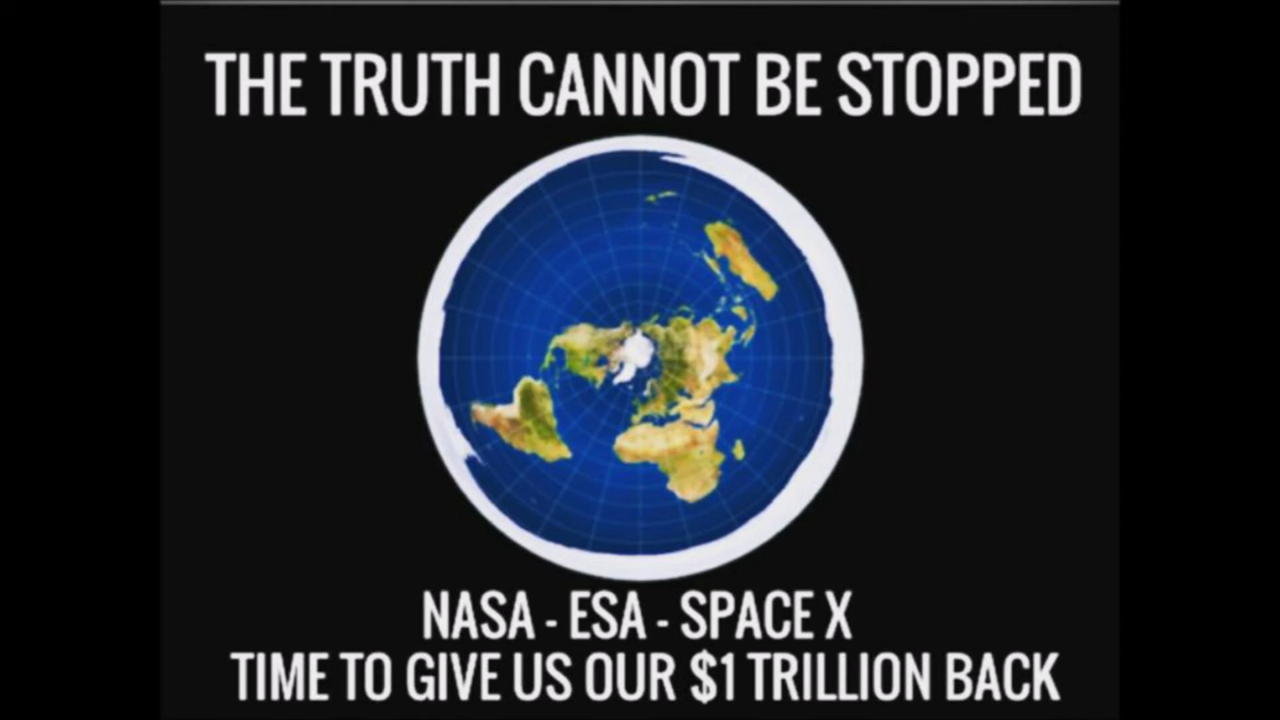 THE TRUTH CANNOT BE STOPPED
NASA - ESA - SPACE X
TIME TO GIVE US OUR $1 TRILLION BACK